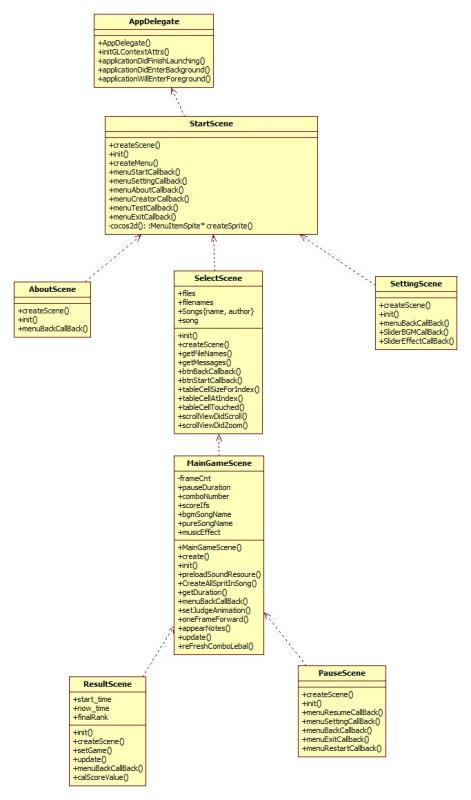 AppDelegate
+AppDelegate()
+initGLContextAttrs()
+applicationDidFinishLaunching()
+applicationDidEnterBackground()
+applicationWillEnterForeground()
StartScene
+createScene()
+init()
+createMenu()
+menuStartCallback()
+menuSettingCallback()
+menuAboutCallback()
+menuCreatorCallback()
+menuTestCallback()
+menuExitCallback()
-cocos2d(): :MenuItemSpite* createSprite()
AboutScene
+createScene()
+init()
+menuBackCallBack()
SelectScene
+files
+filenames
+Songs{name, author}
+song
+init()
+createScene()
+getFileNames()
+getMessages()
+btnBackCallback()
+btnStartCallback()
+tableCellSizeForIndex()
+tableCellAtIndex()
+tableCellTouched()
+scrollViewDidScroll()
+scrollViewDidZoom()
SettingScene
+createScene()
+init()
+menuBackCallBack()
+SliderBGMCallBack()
+SliderEffectCallBack()
MainGameScene
-frameCnt
+pauseDuration
+comboNumber
+scoreIfs
+bgmSongName
+pureSongName
+musicEffect
+MainGameScene()
+create()
+init()
+preloadSoundResoure()
+CreateAllSpritInSong()
+getDuration()
+menuBackCallBack()
+setJudgeAnimation()
+oneFrameForward()
+appearNotes()
+update()
+reFreshComboLebal()
ResultScene
+start_time
+now_time
+finalRank
+init()
+createScene()
+setGame()
+update()
+menuBackCallBack()
+calScoreValue()
PauseScene
+createScene()
+init()
+menuResumeCallBack()
+menuSettingCallback()
+menuBackCallback()
+menuExitCallback()
+menuRestartCallback()